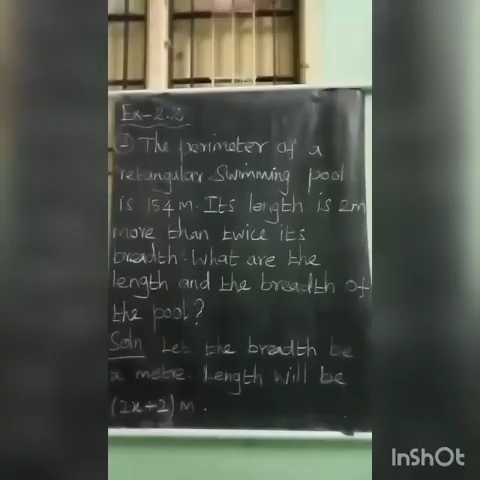 Ex-2.2
② The perimeter of a
retangular swimming pool
is 154 m. Its length is 2m
more than twice its
breadth. What are the
length and the breadth of
the pool?
Soln Let the breadth be
x metre. Length will be
(2x+2) m.
InShOt